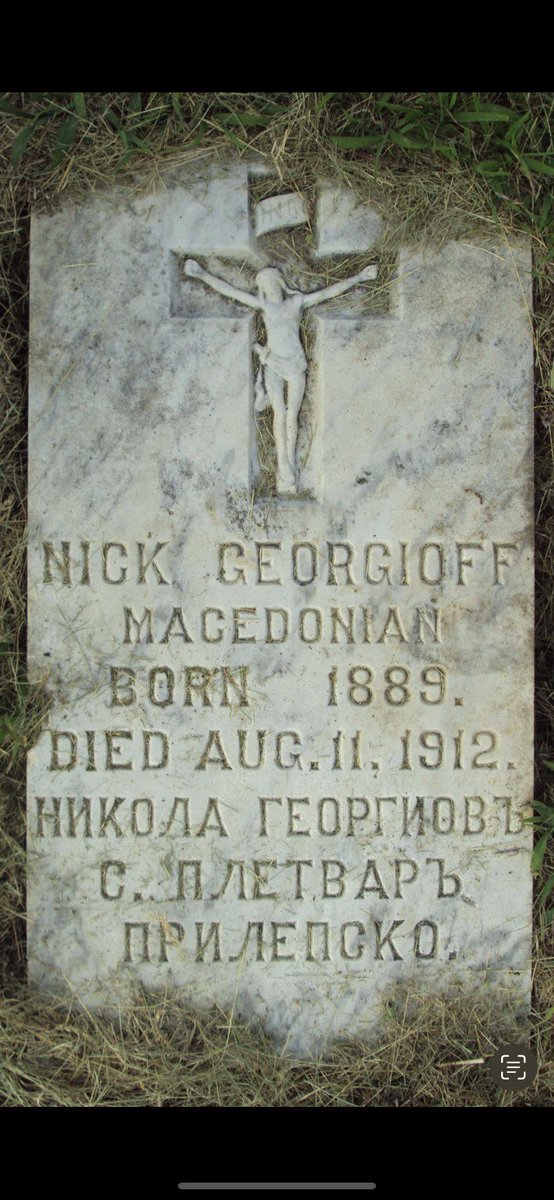 NICK GEORGIOFF
MACEDONIAN
BORN 1889.
DIED AUG. 11, 1912.
НИКОЛА ГЕОРГИОВЪ
С. ПЛЕТВАРЪ
ПРИЛЕПСКО.